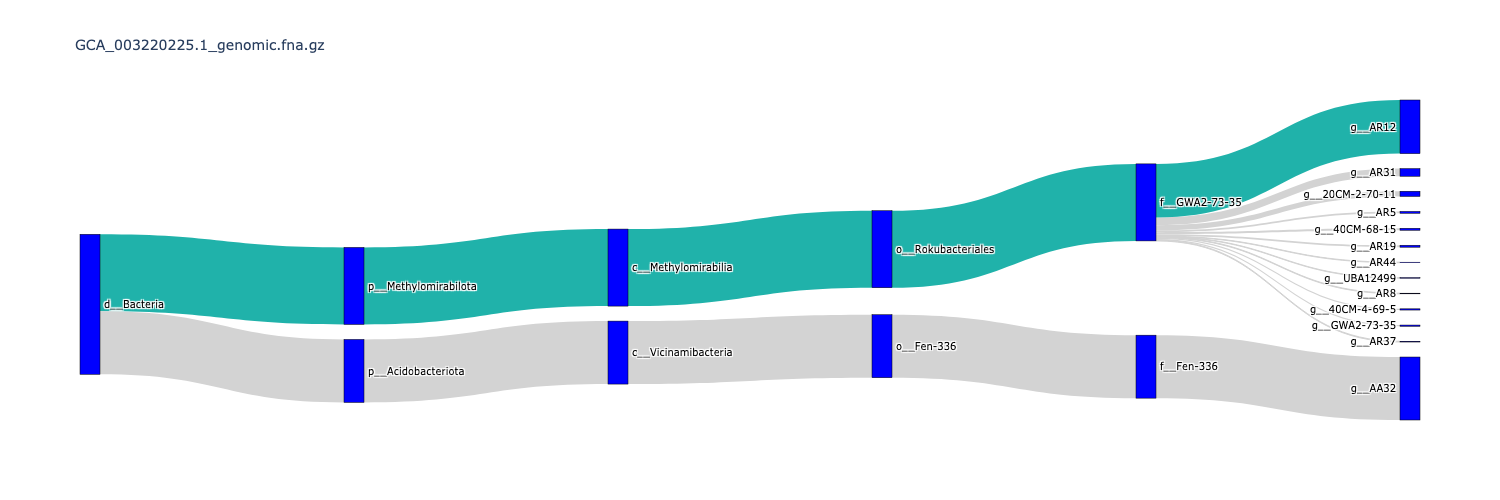 GCA_003220225.1_genomic.fna.gz
d__Bacteria
p__Methylomirabilota
p__Acidobacteriota
c__Methylomirabilia
c__Vicinamibacteria
o__Rokubacteriales
o__Fen-336
f__GWA2-73-35
f__Fen-336
g__AR12
g__AR31
g__20CM-2-70-11
g__AR5
g__40CM-68-15
g__AR19
g__AR44
g__UBA12499
g__AR8
g__40CM-4-69-5
g__GWA2-73-35
g__AR37
g__AA32